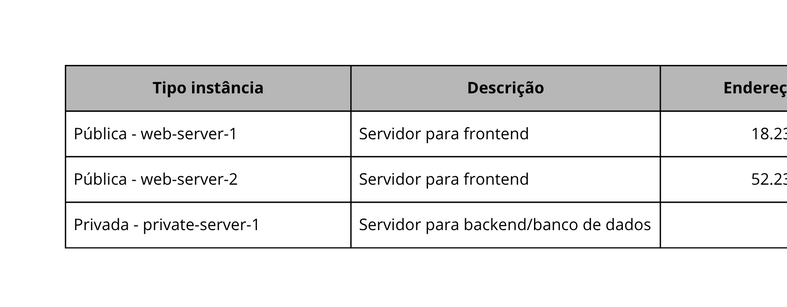 Tipo instância Descrição
Pública - web-server-1 Servidor para frontend 18.23
Pública - web-server-2 Servidor para frontend 52.23
Privada - private-server-1 Servidor para backend/banco de dados